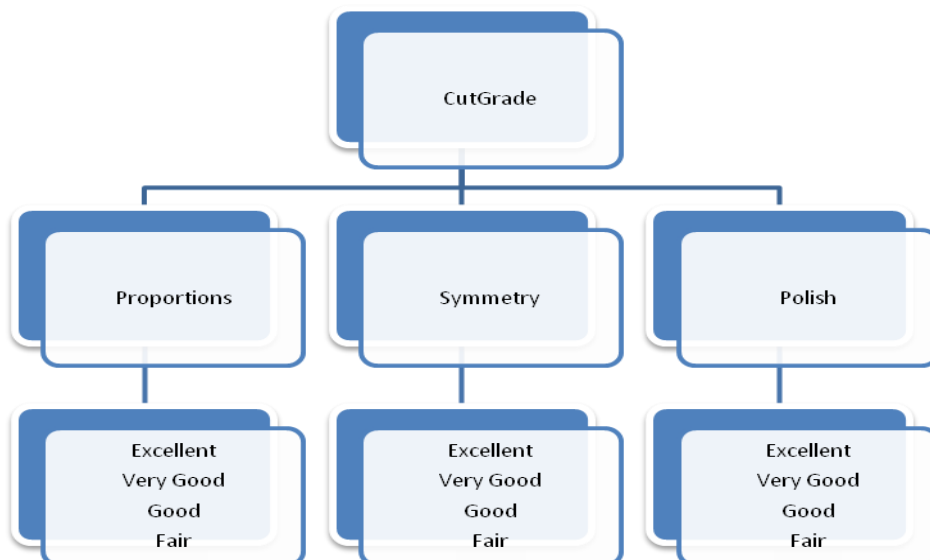 CutGrade
Proportions
Symmetry
Polish
Excellent
Very Good
Good
Fair
Excellent
Very Good
Good
Fair
Excellent
Very Good
Good
Fair